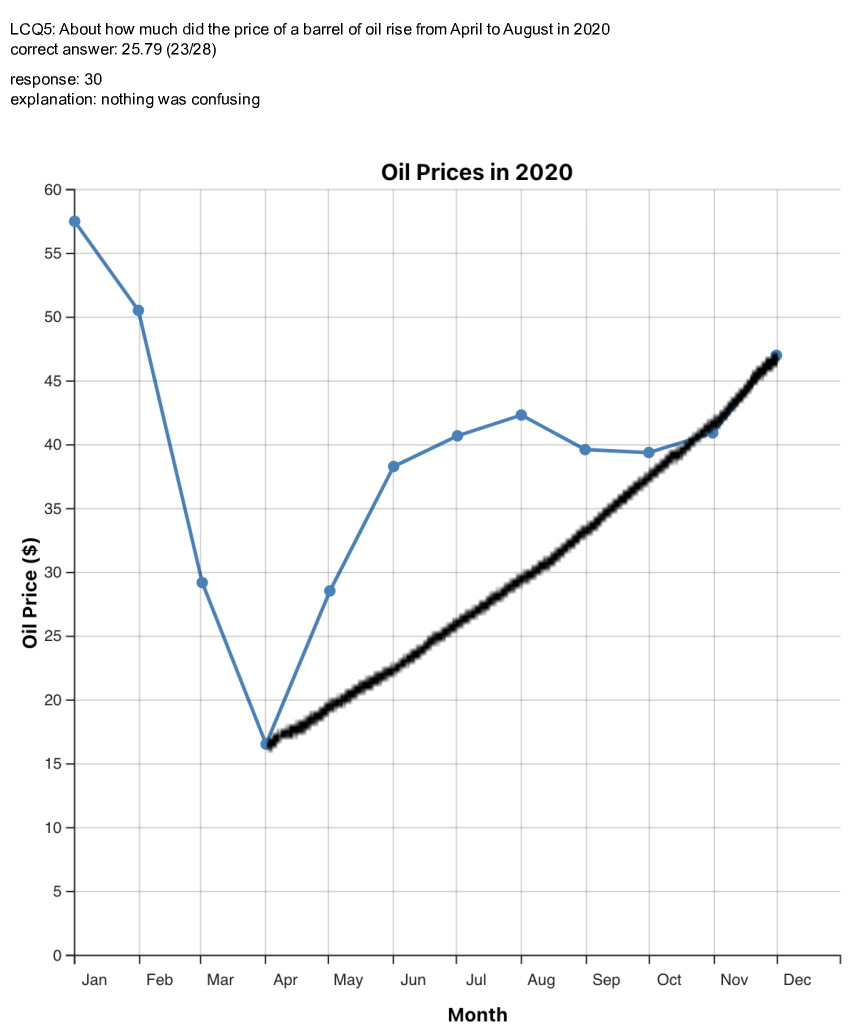 LCQ5: About how much did the price of a barrel of oil rise from April to August in 2020
correct answer: 25.79 (23/28)
response: 30
explanation: nothing was confusing
Oil Prices in 2020
60
55
50
45
40
35
30
25
20
15
10
5
0
Oil Price ($)
Jan Feb Mar Apr May Jun Jul Aug Sep Oct Nov Dec
Month